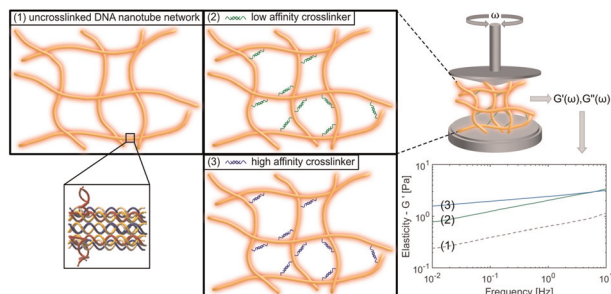 (1) uncrosslinked DNA nanotube network
(2) low affinity crosslinker
ω
G'(ω),G''(ω)
(3) high affinity crosslinker
Elasticity - G ' [Pa]
10¹
10⁰
10⁻¹
(3)
(2)
(1)
10⁻²
10⁻¹
10⁰
10¹
Frequency [Hz]